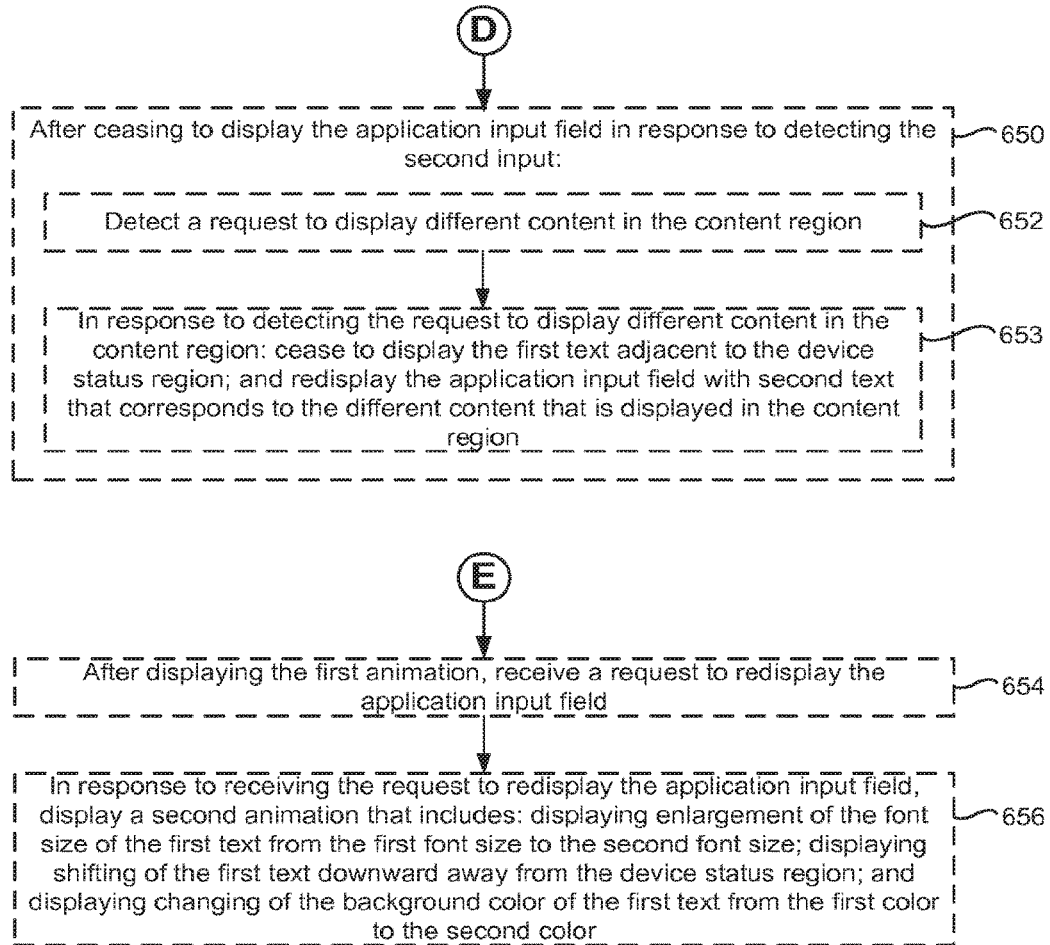 D
After ceasing to display the application input field in response to detecting the
second input:
650
Detect a request to display different content in the content region
652
In response to detecting the request to display different content in the
content region: cease to display the first text adjacent to the device
status region; and redisplay the application input field with second text
that corresponds to the different content that is displayed in the content
region
653
E
After displaying the first animation, receive a request to redisplay the
application input field
654
In response to receiving the request to redisplay the application input field,
display a second animation that includes: displaying enlargement of the font
size of the first text from the first font size to the second font size; displaying
shifting of the first text downward away from the device status region; and
displaying changing of the background color of the first text from the first color
to the second color
656